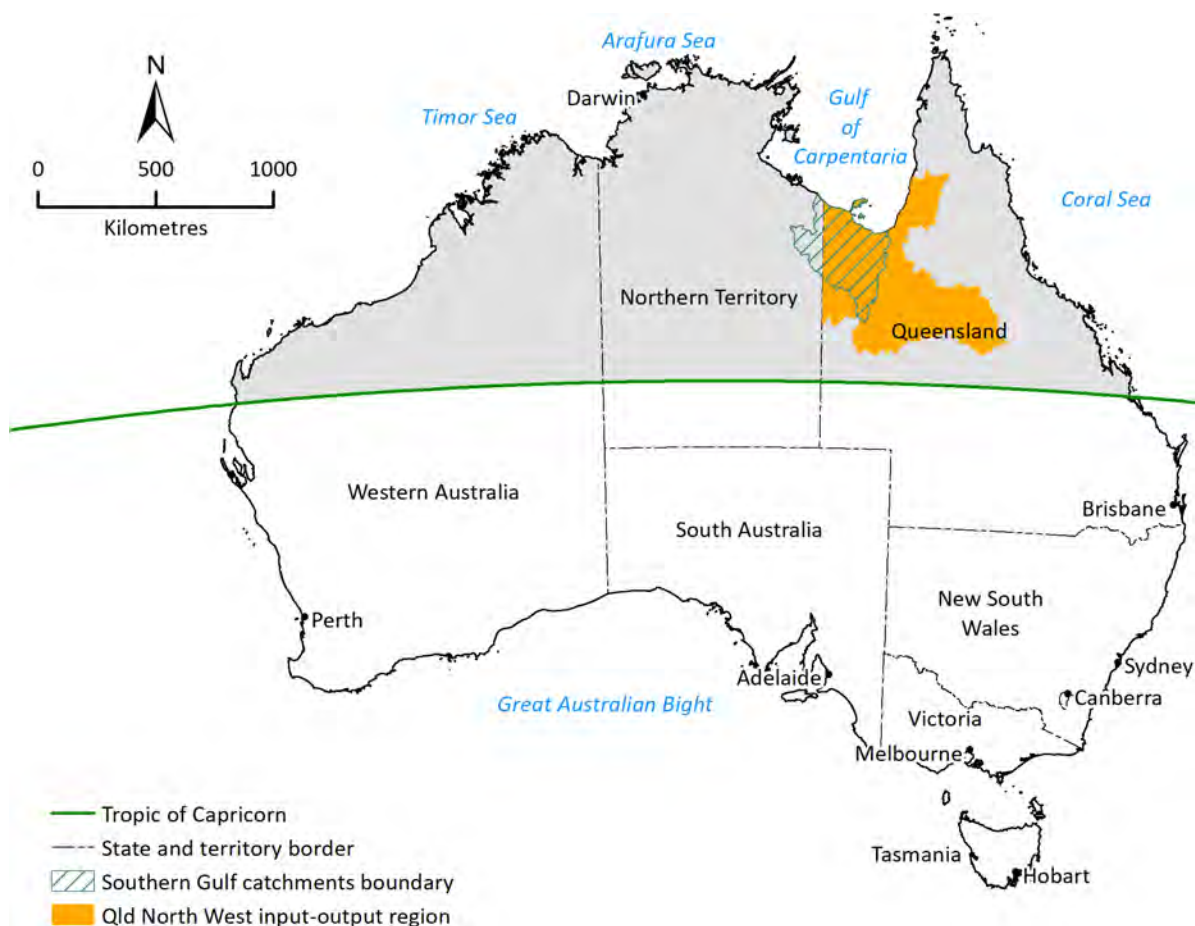 Arafura Sea
N
Darwin
Timor Sea
Gulf
of
Carpentaria
0 500 1000
Kilometres
Coral Sea
Northern Territory
Queensland
Western Australia
South Australia
Brisbane
New South
Wales
Perth
Adelaide
Sydney
Great Australian Bight
Canberra
Victoria
Melbourne
Tasmania
Hobart
Tropic of Capricorn
State and territory border
Southern Gulf catchments boundary
Qld North West input-output region